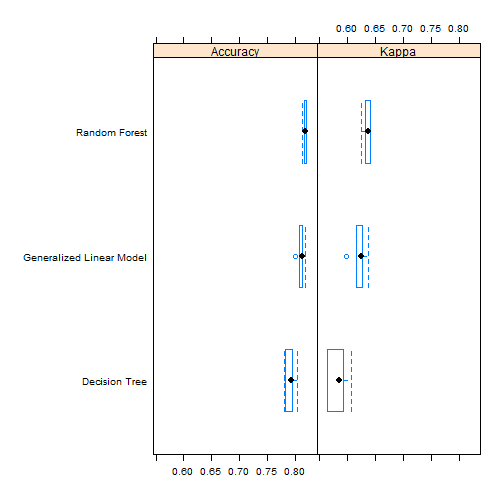 0.60 0.65 0.70 0.75 0.80
Accuracy Kappa
Random Forest
Generalized Linear Model
Decision Tree
0.60 0.65 0.70 0.75 0.80